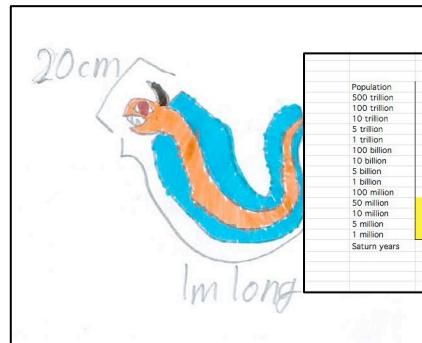 20cm
1m long
Population
500 trillion
100 trillion
10 trillion
5 trillion
1 trillion
100 billion
10 billion
5 billion
1 billion
100 million
50 million
10 million
5 million
1 million
Saturn years